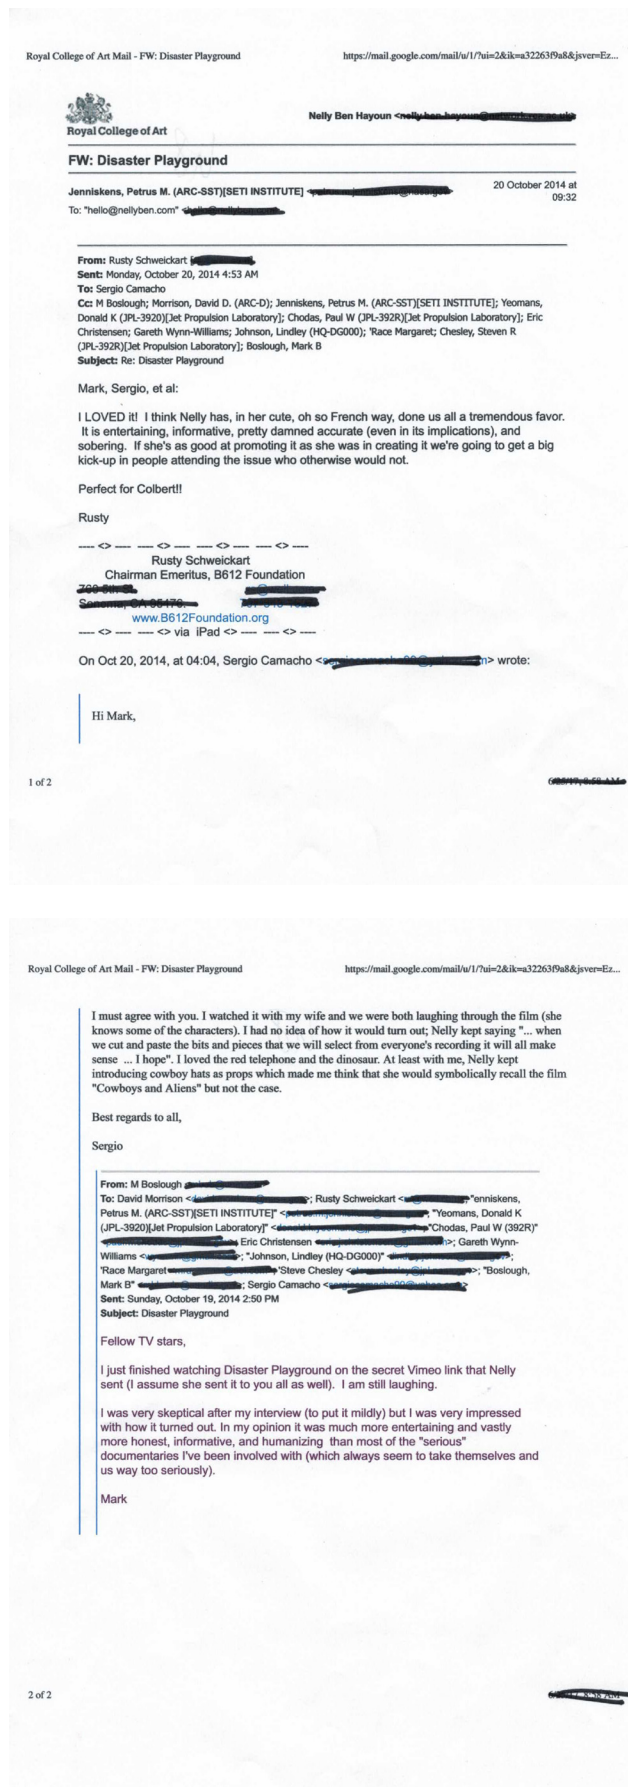 Royal College of Art Mail - FW: Disaster Playground
https://mail.google.com/mail/u/1/?ui=2&ik=a32263f9a8&jsver=Ez...
Royal College of Art
Nelly Ben Hayoun <
FW: Disaster Playground
Jenniskens, Petrus M. (ARC-SST)[SETI INSTITUTE] <
20 October 2014 at
09:32
To: "hello@nellyben.com" <
From: Rusty Schweickart
Sent: Monday, October 20, 2014 4:53 AM
To: Sergio Camacho
Cc: M Boslough; Morrison, David D. (ARC-D); Jenniskens, Petrus M. (ARC-SST)[SETI INSTITUTE]; Yeomans,
Donald K (JPL-3920)[Jet Propulsion Laboratory]; Chodas, Paul W (JPL-392R)[Jet Propulsion Laboratory]; Eric
Christensen; Gareth Wynn-Williams; Johnson, Lindley (HQ-DG000); 'Race Margaret; Chesley, Steven R
(JPL-392R)[Jet Propulsion Laboratory]; Boslough, Mark B
Subject: Re: Disaster Playground
Mark, Sergio, et al:
I LOVED it! I think Nelly has, in her cute, oh so French way, done us all a tremendous favor.
It is entertaining, informative, pretty damned accurate (even in its implications), and
sobering. If she's as good at promoting it as she was in creating it we're going to get a big
kick-up in people attending the issue who otherwise would not.
Perfect for Colbert!!
Rusty
---- <> ---- ---- <> ---- ---- <> ---- ---- <> ----
Rusty Schweickart
Chairman Emeritus, B612 Foundation
www.B612Foundation.org
---- <> ---- ---- <> via iPad <> ---- ---- <> ----
On Oct 20, 2014, at 04:04, Sergio Camacho < > wrote:
Hi Mark,
1 of 2
Royal College of Art Mail - FW: Disaster Playground
https://mail.google.com/mail/u/1/?ui=2&ik=a32263f9a8&jsver=Ez...
I must agree with you. I watched it with my wife and we were both laughing through the film (she
knows some of the characters). I had no idea of how it would turn out; Nelly kept saying "... when
we cut and paste the bits and pieces that we will select from everyone's recording it will all make
sense ... I hope". I loved the red telephone and the dinosaur. At least with me, Nelly kept
introducing cowboy hats as props which made me think that she would symbolically recall the film
"Cowboys and Aliens" but not the case.
Best regards to all,
Sergio
From: M Boslough
To: David Morrison < >; Rusty Schweickart < >, "enniskens,
Petrus M. (ARC-SST)[SETI INSTITUTE]" < >, "Yeomans, Donald K
(JPL-3920)[Jet Propulsion Laboratory]" < >, "Chodas, Paul W (392R)"
< >; Eric Christensen < >; Gareth Wynn-
Williams < >; "Johnson, Lindley (HQ-DG000)" < >;
'Race Margaret < >; 'Steve Chesley < >; "Boslough,
Mark B" < >; Sergio Camacho < >
Sent: Sunday, October 19, 2014 2:50 PM
Subject: Disaster Playground
Fellow TV stars,
I just finished watching Disaster Playground on the secret Vimeo link that Nelly
sent (I assume she sent it to you all as well). I am still laughing.
I was very skeptical after my interview (to put it mildly) but I was very impressed
with how it turned out. In my opinion it was much more entertaining and vastly
more honest, informative, and humanizing than most of the "serious"
documentaries I've been involved with (which always seem to take themselves and
us way too seriously).
Mark
2 of 2